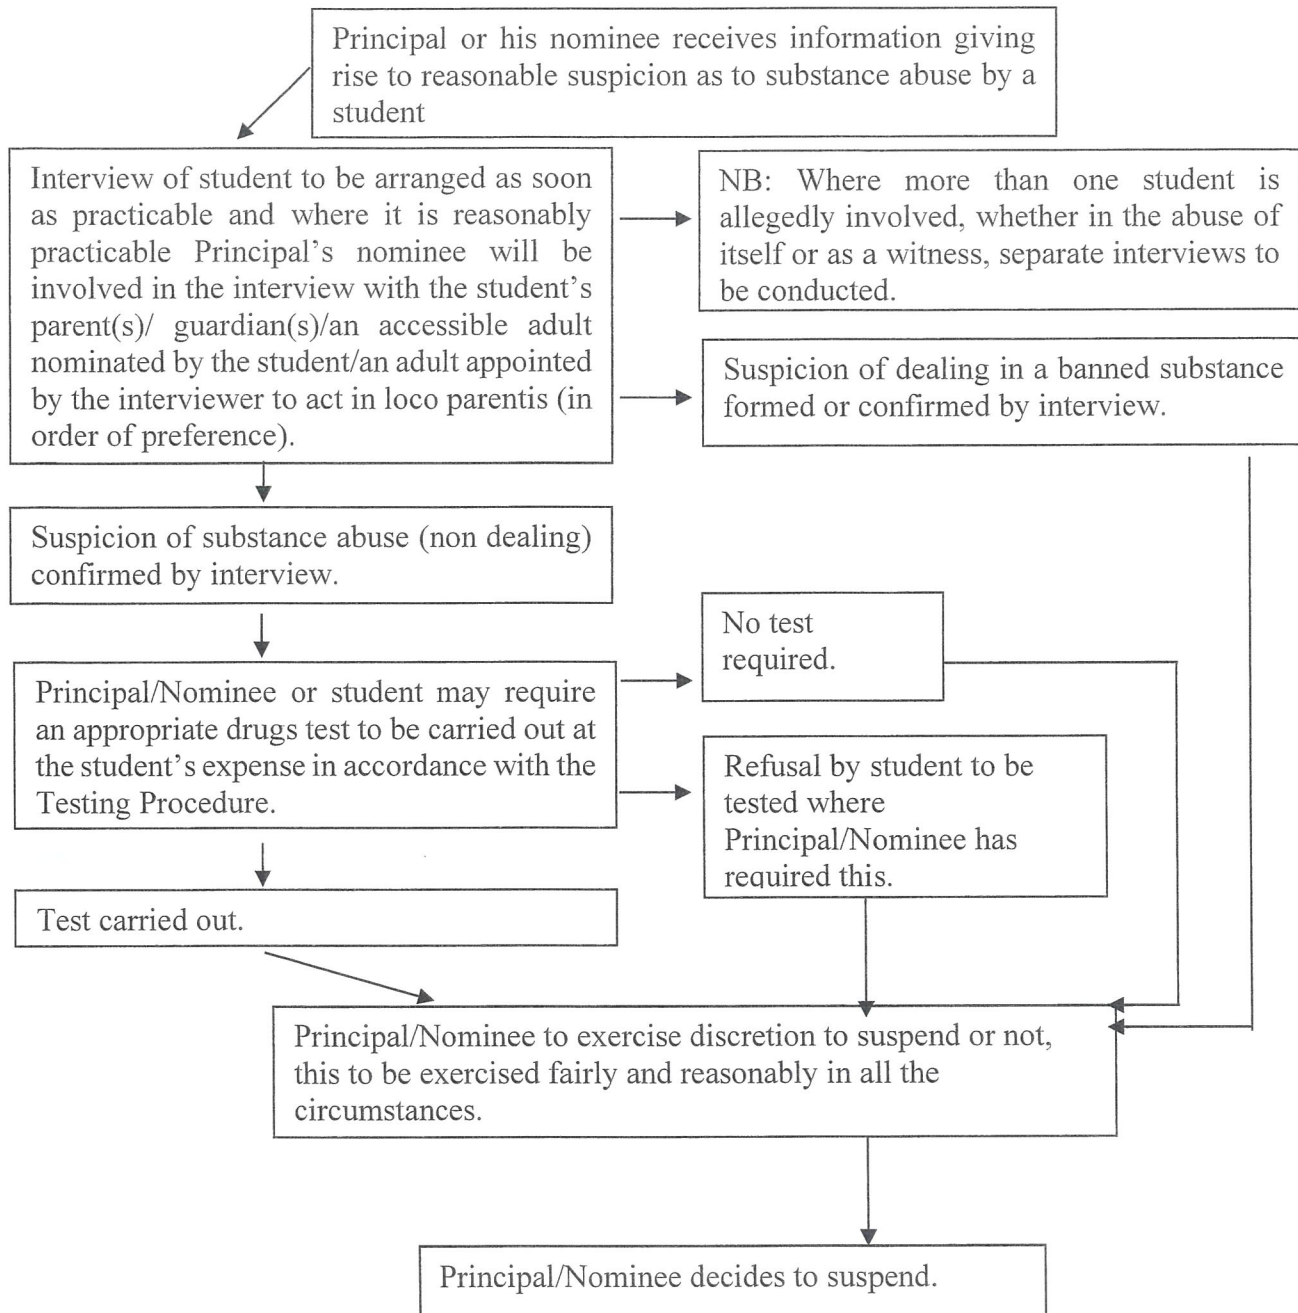 Principal or his nominee receives information giving
rise to reasonable suspicion as to substance abuse by a
student
Interview of student to be arranged as soon
as practicable and where it is reasonably
practicable Principal's nominee will be
involved in the interview with the student's
parent(s)/ guardian(s)/an accessible adult
nominated by the student/an adult appointed
by the interviewer to act in loco parentis (in
order of preference).
NB: Where more than one student is
allegedly involved, whether in the abuse of
itself or as a witness, separate interviews to
be conducted.
Suspicion of dealing in a banned substance
formed or confirmed by interview.
Suspicion of substance abuse (non dealing)
confirmed by interview.
No test
required.
Principal/Nominee or student may require
an appropriate drugs test to be carried out at
the student's expense in accordance with the
Testing Procedure.
Refusal by student to be
tested where
Principal/Nominee has
required this.
Test carried out.
Principal/Nominee to exercise discretion to suspend or not,
this to be exercised fairly and reasonably in all the
circumstances.
Principal/Nominee decides to suspend.